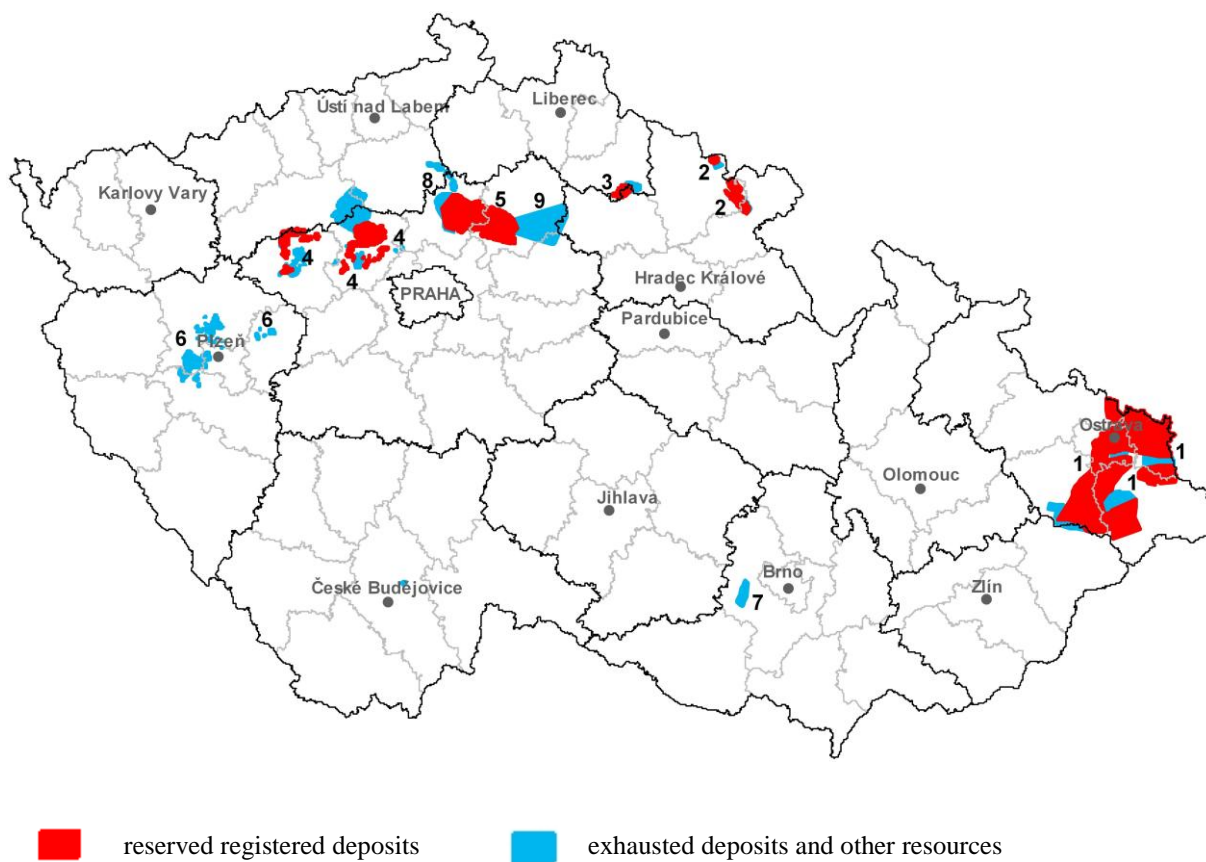 Ústí nad Labem
Liberec
Karlovy Vary
8
5
9
3
2
2
4
4
4
PRAHA
Hradec Králové
Pardubice
6
6
Plzeň
Ostrava
1
1
1
Olomouc
Jihlava
České Budějovice
Brno
7
Zlín
reserved registered deposits
exhausted deposits and other resources